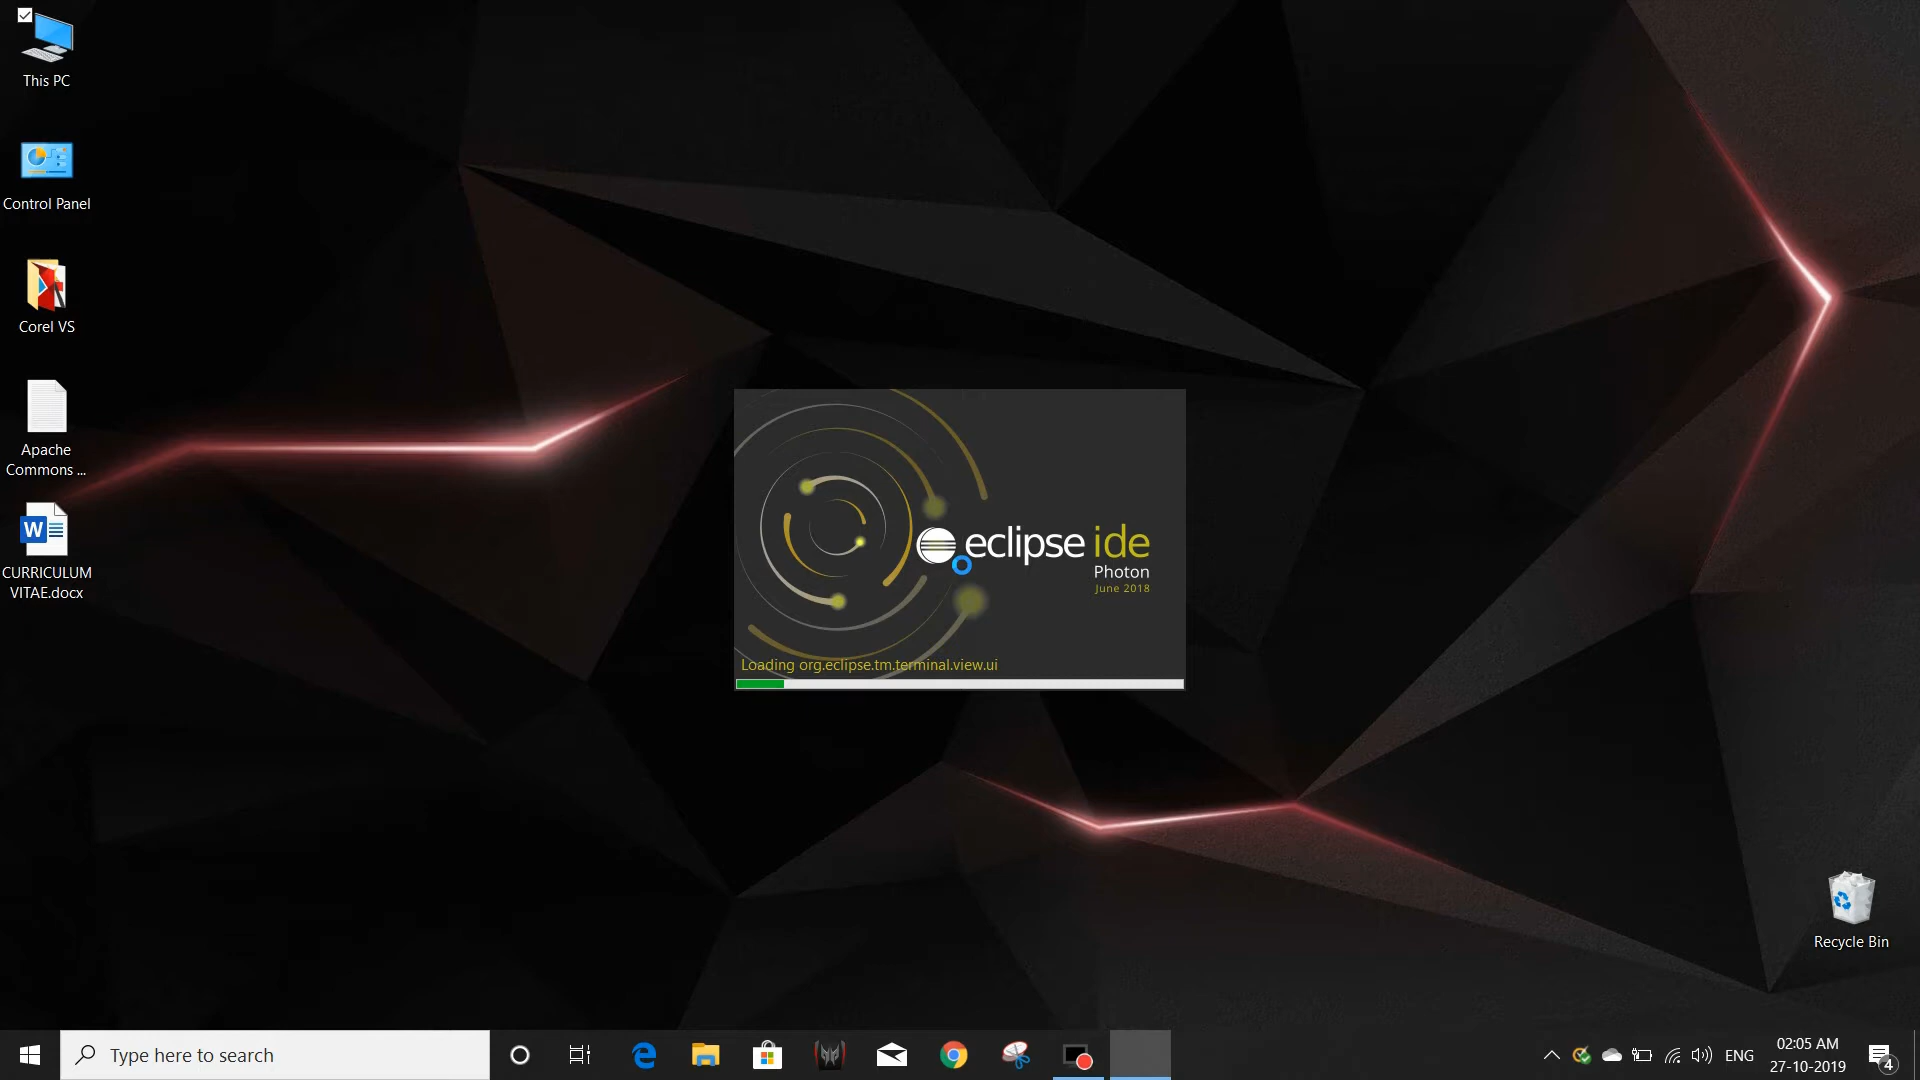 This PC
Control Panel
Corel VS
Apache
Commons ...
CURRICULUM
VITAE.docx
eclipse ide
Photon
June 2018
Loading org.eclipse.tm.terminal.view.ui
Recycle Bin
Type here to search
ENG
02:05 AM
27-10-2019
4